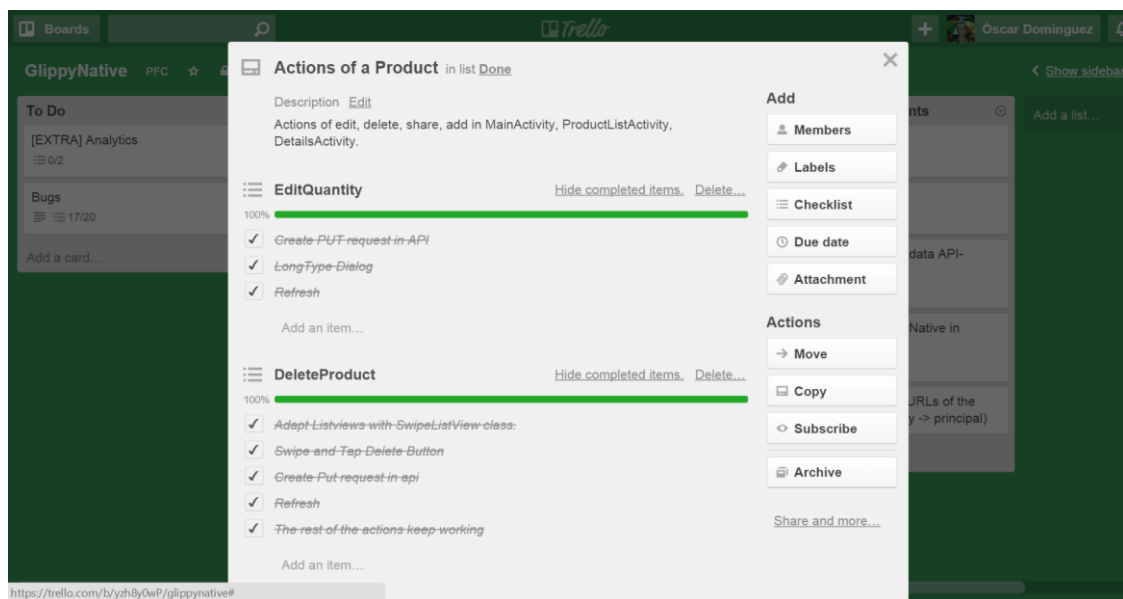 Boards
Trello
Óscar Domínguez
GlippyNative PFC
Show sidebar
To Do
[EXTRA] Analytics
0/2
Bugs
17/20
Add a card...
Actions of a Product in list Done
Description Edit
Actions of edit, delete, share, add in MainActivity, ProductListActivity,
DetailsActivity.
EditQuantity Hide completed items. Delete...
100%
Create PUT request in API
LongType Dialog
Refresh
Add an item...
DeleteProduct Hide completed items. Delete...
100%
Adapt Listviews with SwipeListView class.
Swipe and Tap Delete Button
Create Put request in api
Refresh
The rest of the actions keep working
Add an item...
Add
Members
Labels
Checklist
Due date
Attachment
Actions
Move
Copy
Subscribe
Archive
Share and more...
nts
data API-
Native in
URLs of the
y -> principal)
Add a list...
https://trello.com/b/yzh8y0wP/glippynative#